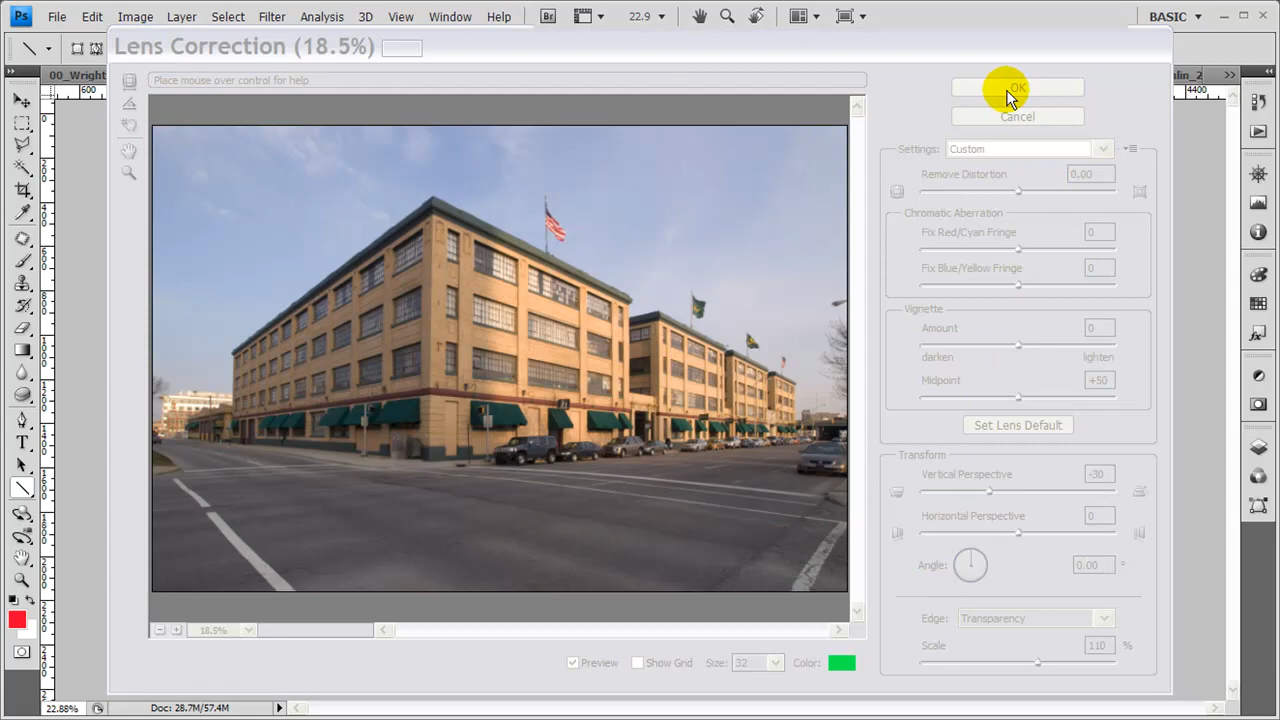 Ps File Edit Image Layer Select Filter Analysis 3D View Window Help Br 22.9 BASIC
Lens Correction (18.5%)
00_Wright
lin_2
600
4400
Place mouse over control for help
OK
Cancel
Settings: Custom
Remove Distortion 0.00
Chromatic Aberration
Fix Red/Cyan Fringe 0
Fix Blue/Yellow Fringe 0
Vignette
Amount 0
darken lighten
Midpoint +50
Set Lens Default
Transform
Vertical Perspective -30
Horizontal Perspective 0
Angle: 0.00 °
Edge: Transparency
Scale 110 %
18.5%
Preview Show Grid Size: 32 Color:
22.88% Doc: 28.7M/57.4M